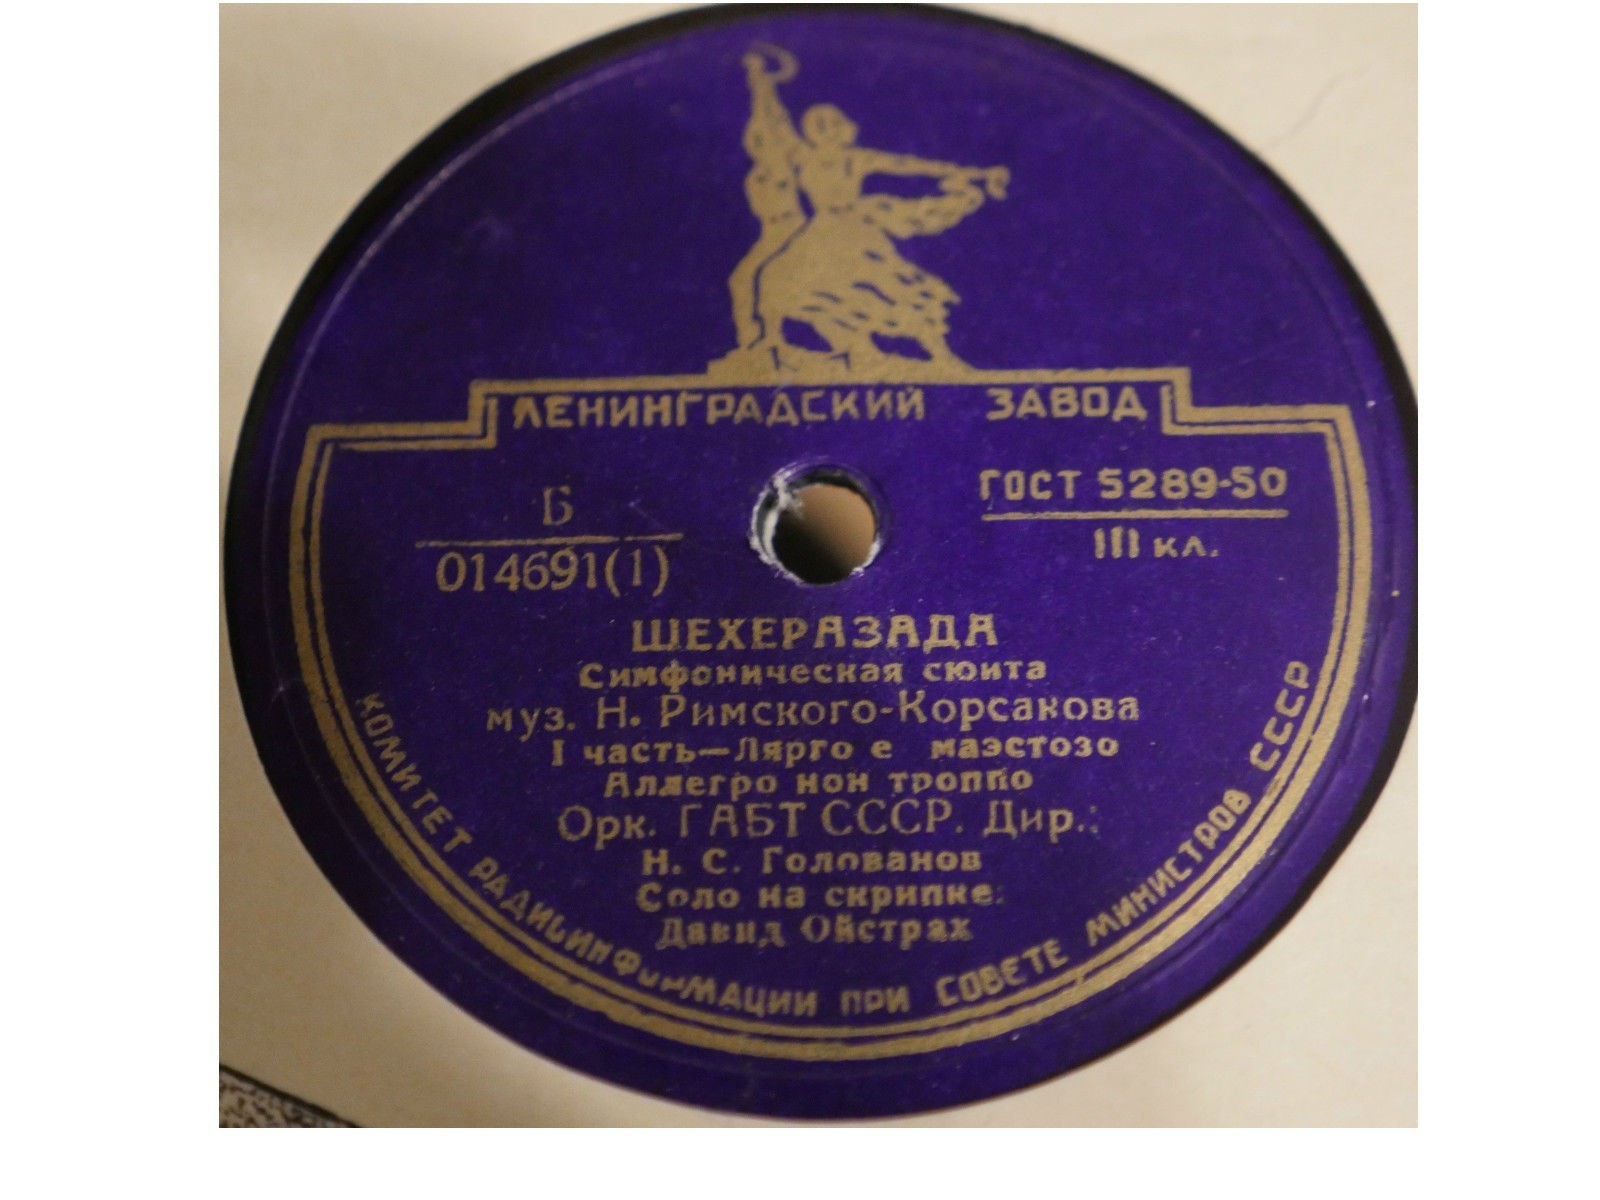 ЛЕНИНГРАДСКИЙ ЗАВОД
Б
014691(1)
ГОСТ 5289-50
III кл.
ШЕХЕРАЗАДА
Симфоническая сюита
муз. Н. Римского-Корсакова
I часть—Лярго е маэстозо
Аллегро нон троппо
Орк. ГАБТ СССР. Дир.:
Н. С. Голованов
Соло на скрипке:
Давид Ойстрах
КОМИТЕТ РАДИОИНФОРМАЦИИ ПРИ СОВЕТЕ МИНИСТРОВ СССР